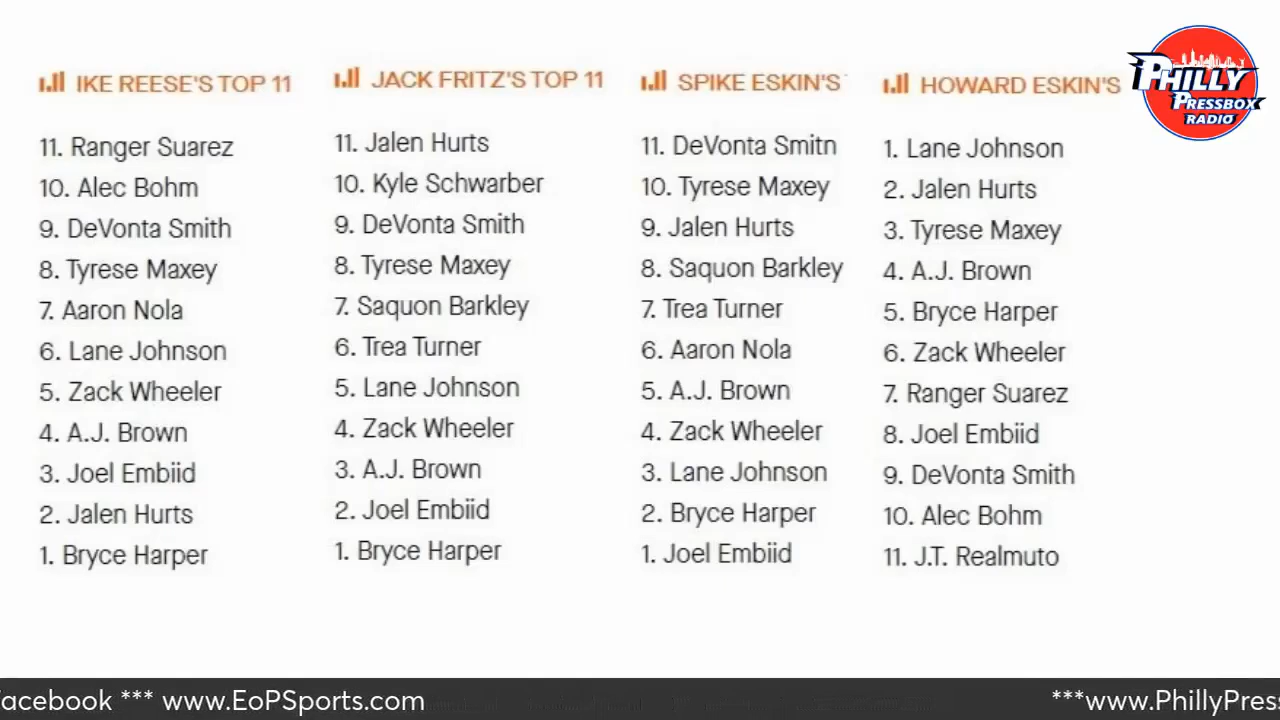 IKE REESE'S TOP 11
11. Ranger Suarez
10. Alec Bohm
9. DeVonta Smith
8. Tyrese Maxey
7. Aaron Nola
6. Lane Johnson
5. Zack Wheeler
4. A.J. Brown
3. Joel Embiid
2. Jalen Hurts
1. Bryce Harper
JACK FRITZ'S TOP 11
11. Jalen Hurts
10. Kyle Schwarber
9. DeVonta Smith
8. Tyrese Maxey
7. Saquon Barkley
6. Trea Turner
5. Lane Johnson
4. Zack Wheeler
3. A.J. Brown
2. Joel Embiid
1. Bryce Harper
SPIKE ESKIN'S
11. DeVonta Smitn
10. Tyrese Maxey
9. Jalen Hurts
8. Saquon Barkley
7. Trea Turner
6. Aaron Nola
5. A.J. Brown
4. Zack Wheeler
3. Lane Johnson
2. Bryce Harper
1. Joel Embiid
HOWARD ESKIN'S
1. Lane Johnson
2. Jalen Hurts
3. Tyrese Maxey
4. A.J. Brown
5. Bryce Harper
6. Zack Wheeler
7. Ranger Suarez
8. Joel Embiid
9. DeVonta Smith
10. Alec Bohm
11. J.T. Realmuto
PHILLY
PRESSBOX
RADIO
acebook *** www.EoPSports.com
***www.PhillyPres